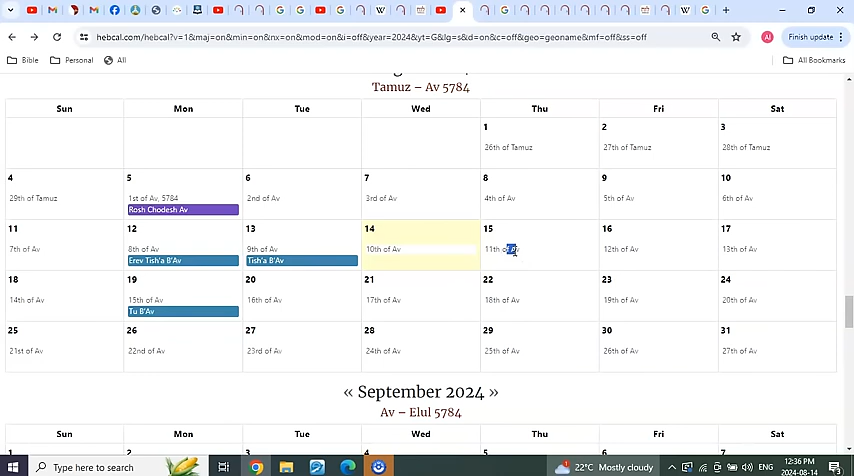 hebcal.com/hebcal?v=1&maj=on&min=on&nx=on&mod=on&i=off&year=2024&yt=G&lg=s&d=on&c=off&geo=geoname&mf=off&ss=off
AI
Finish update
Bible
Personal
All
All Bookmarks
Tamuz – Av 5784
Sun Mon Tue Wed Thu Fri Sat
1 2 3
26th of Tamuz 27th of Tamuz 28th of Tamuz
4 5 6 7 8 9 10
29th of Tamuz 1st of Av, 5784 2nd of Av 3rd of Av 4th of Av 5th of Av 6th of Av
Rosh Chodesh Av
11 12 13 14 15 16 17
7th of Av 8th of Av 9th of Av 10th of Av 11th of Av 12th of Av 13th of Av
Erev Tish'a B'Av Tish'a B'Av
18 19 20 21 22 23 24
14th of Av 15th of Av 16th of Av 17th of Av 18th of Av 19th of Av 20th of Av
Tu B'Av
25 26 27 28 29 30 31
21st of Av 22nd of Av 23rd of Av 24th of Av 25th of Av 26th of Av 27th of Av
« September 2024 »
Av – Elul 5784
Sun Mon Tue Wed Thu Fri Sat
Type here to search
22°C Mostly cloudy
ENG
12:36 PM
2024-08-14
3